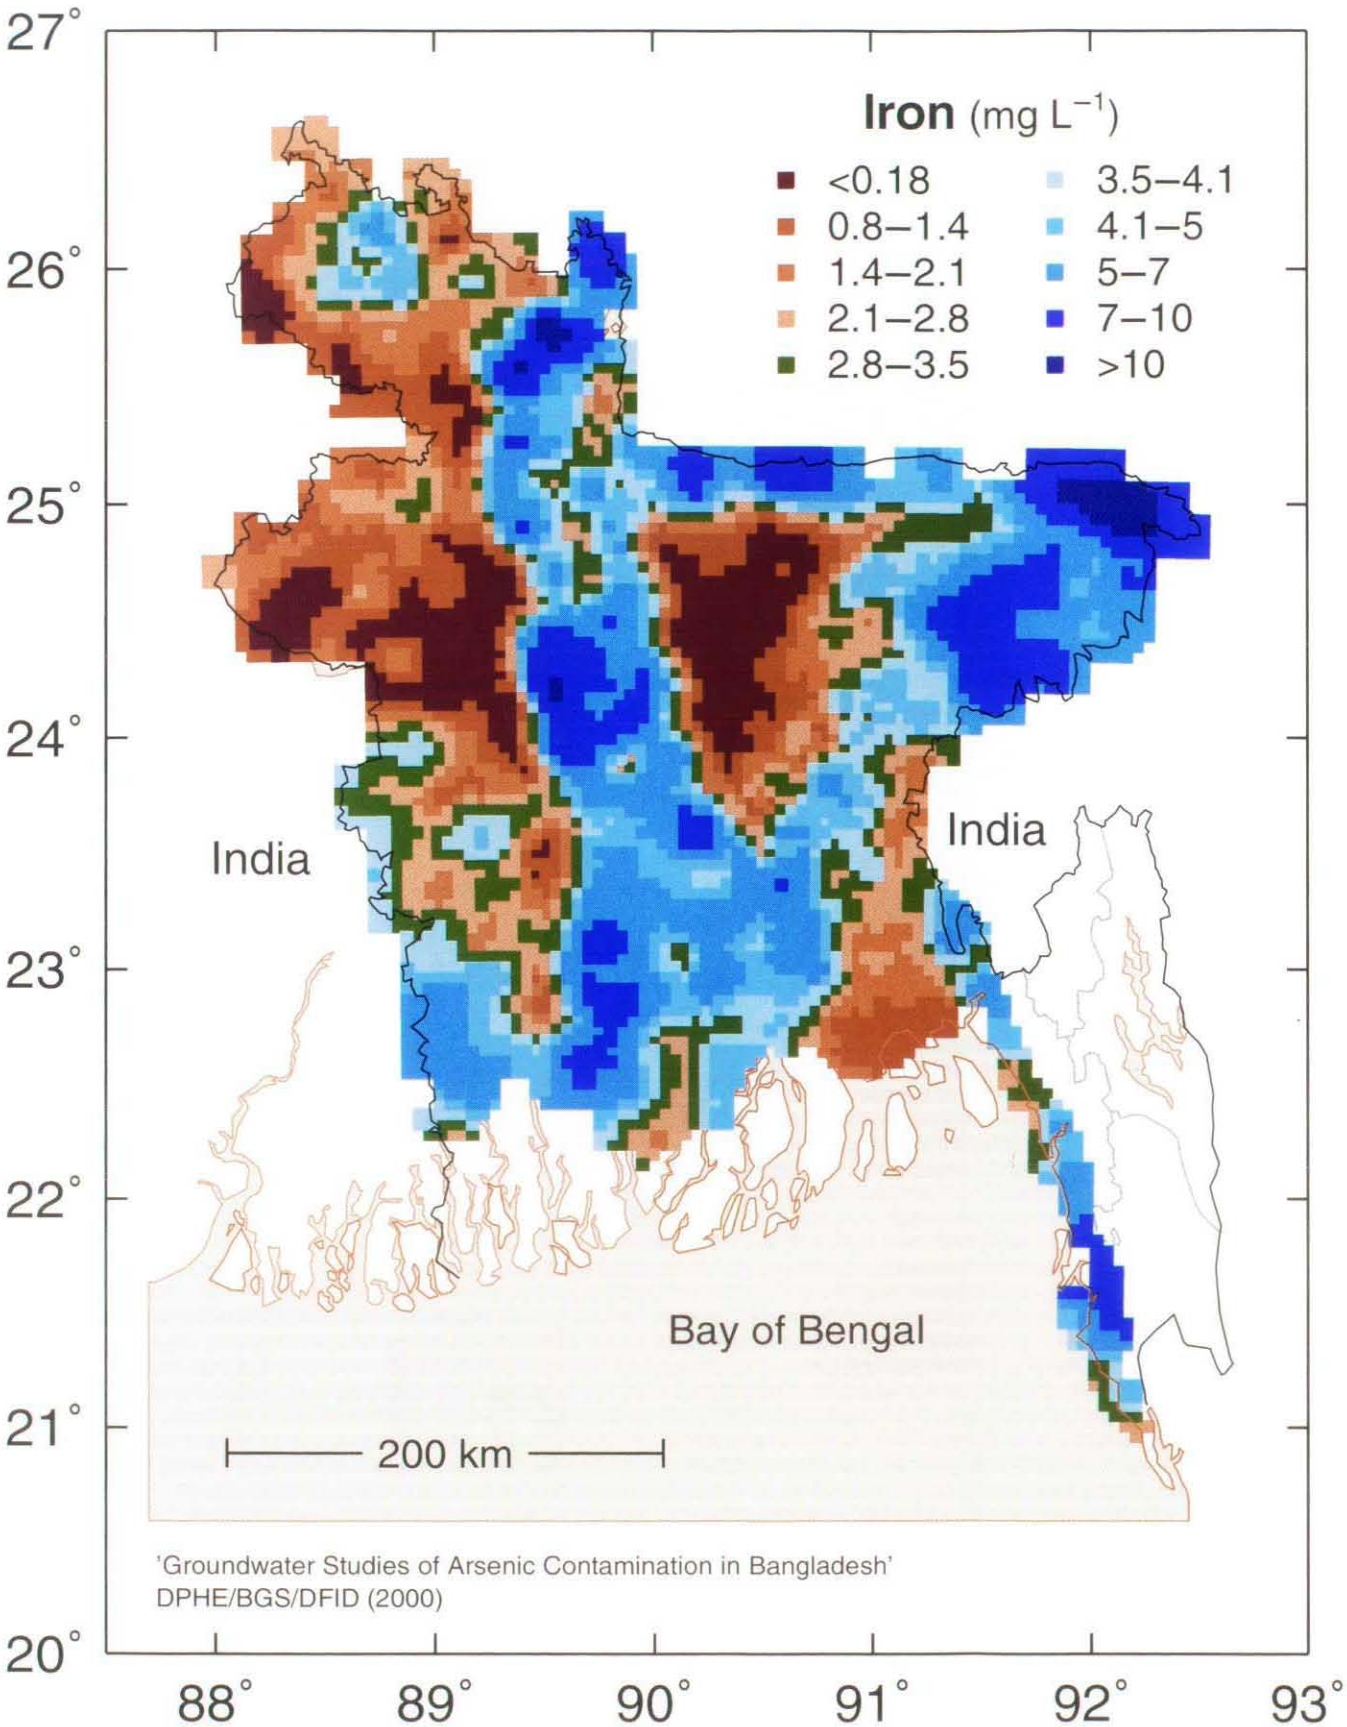 27°
Iron (mg L⁻¹)
<0.18
3.5–4.1
0.8–1.4
4.1–5
1.4–2.1
5–7
2.1–2.8
7–10
2.8–3.5
>10
26°
25°
24°
India
India
23°
22°
Bay of Bengal
21°
200 km
'Groundwater Studies of Arsenic Contamination in Bangladesh'
DPHE/BGS/DFID (2000)
20°
88° 89° 90° 91° 92° 93°